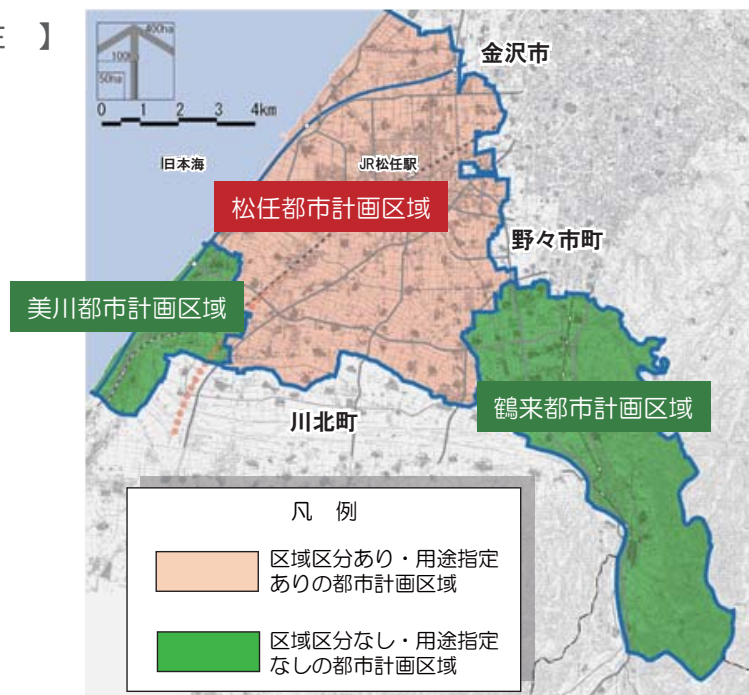 】
400ha
100ha
50ha
0 1 2 3 4km
金沢市
旧本海
JR松任駅
松任都市計画区域
野々市町
美川都市計画区域
鶴来都市計画区域
川北町
凡 例
区域区分あり・用途指定
ありの都市計画区域
区域区分なし・用途指定
なしの都市計画区域